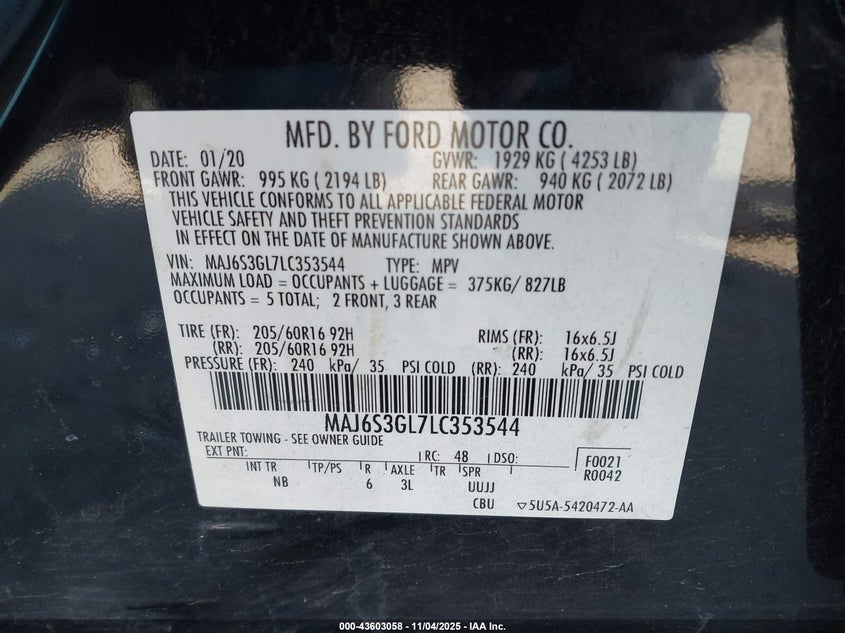 MFD. BY FORD MOTOR CO.
DATE: 01/20 GVWR: 1929 KG ( 4253 LB)
FRONT GAWR: 995 KG ( 2194 LB) REAR GAWR: 940 KG ( 2072 LB)
THIS VEHICLE CONFORMS TO ALL APPLICABLE FEDERAL MOTOR
VEHICLE SAFETY AND THEFT PREVENTION STANDARDS
IN EFFECT ON THE DATE OF MANUFACTURE SHOWN ABOVE.
VIN: MAJ6S3GL7LC353544 TYPE: MPV
MAXIMUM LOAD = OCCUPANTS + LUGGAGE = 375KG/ 827LB
OCCUPANTS = 5 TOTAL; 2 FRONT, 3 REAR
TIRE (FR): 205/60R16 92H RIMS (FR): 16x6.5J
(RR): 205/60R16 92H (RR): 16x6.5J
PRESSURE (FR): 240 kPa/ 35 PSI COLD (RR): 240 kPa/ 35 PSI COLD
MAJ6S3GL7LC353544
TRAILER TOWING - SEE OWNER GUIDE
EXT PNT: RC: 48 DSO: F0021
R0042
INT TR TP/PS R AXLE TR SPR
NB 6 3L UUJJ
CBU ▽5U5A-5420472-AA
000-43603058 - 11/04/2025 - IAA Inc.